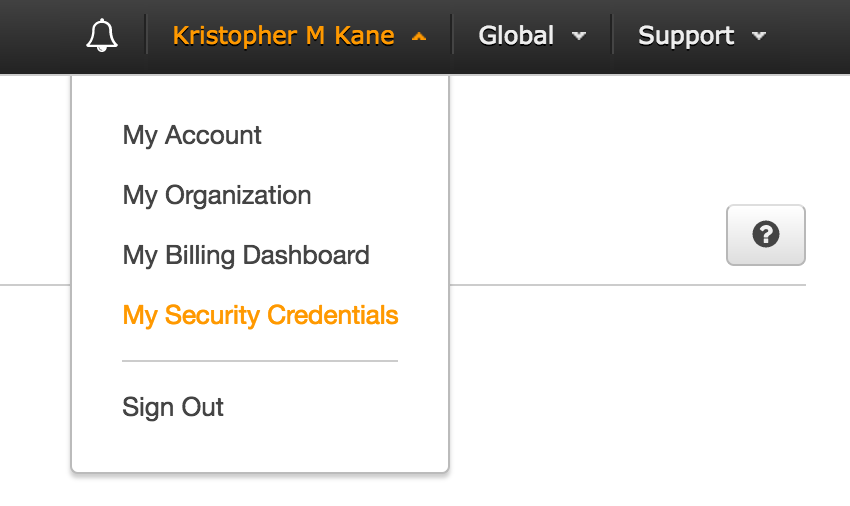 Kristopher M Kane Global Support
My Account
My Organization
My Billing Dashboard
?
My Security Credentials
Sign Out